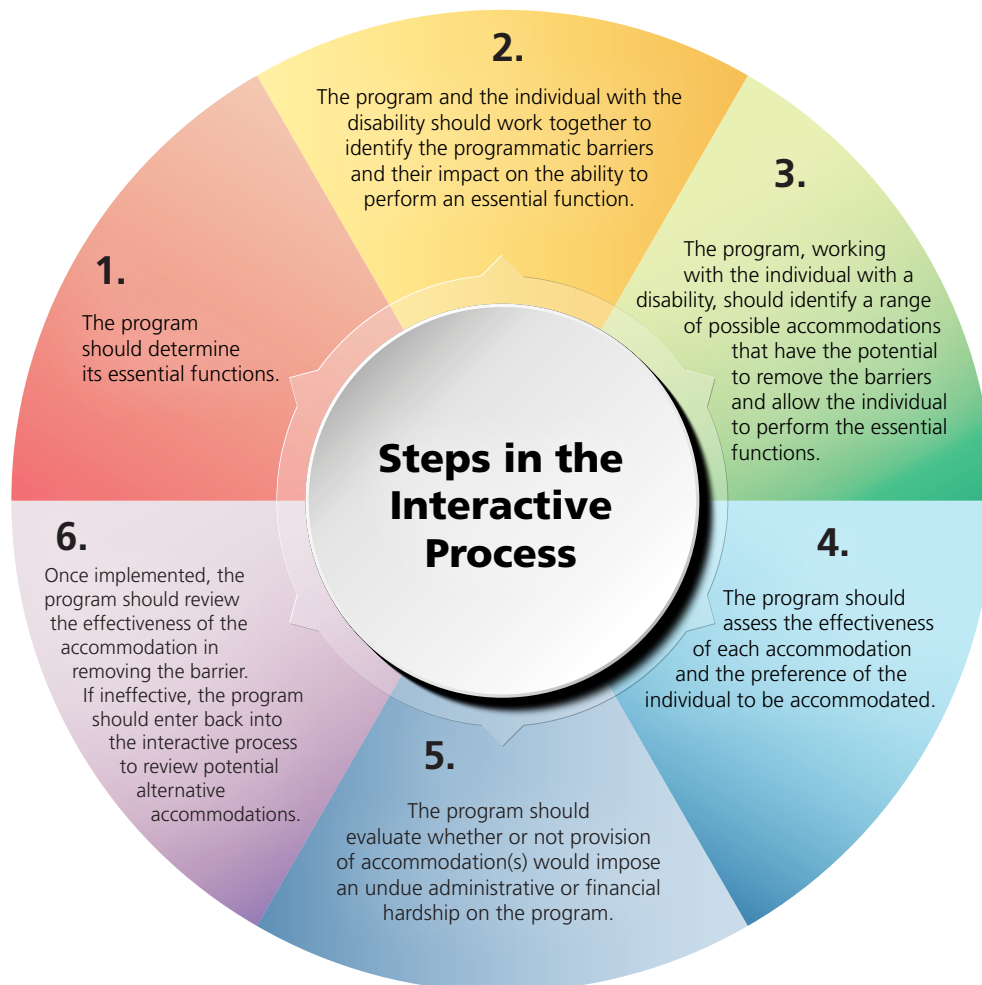 1.
The program
should determine
its essential functions.
2.
The program and the individual with the
disability should work together to
identify the programmatic barriers
and their impact on the ability to
perform an essential function.
3.
The program, working
with the individual with a
disability, should identify a range
of possible accommodations
that have the potential
to remove the barriers
and allow the individual
to perform the essential
functions.
4.
The program should
assess the effectiveness
of each accommodation
and the preference of the
individual to be accommodated.
5.
The program should
evaluate whether or not provision
of accommodation(s) would impose
an undue administrative or financial
hardship on the program.
6.
Once implemented, the
program should review
the effectiveness of the
accommodation in
removing the barrier.
If ineffective, the program
should enter back into
the interactive process
to review potential
alternative
accommodations.
Steps in the
Interactive
Process